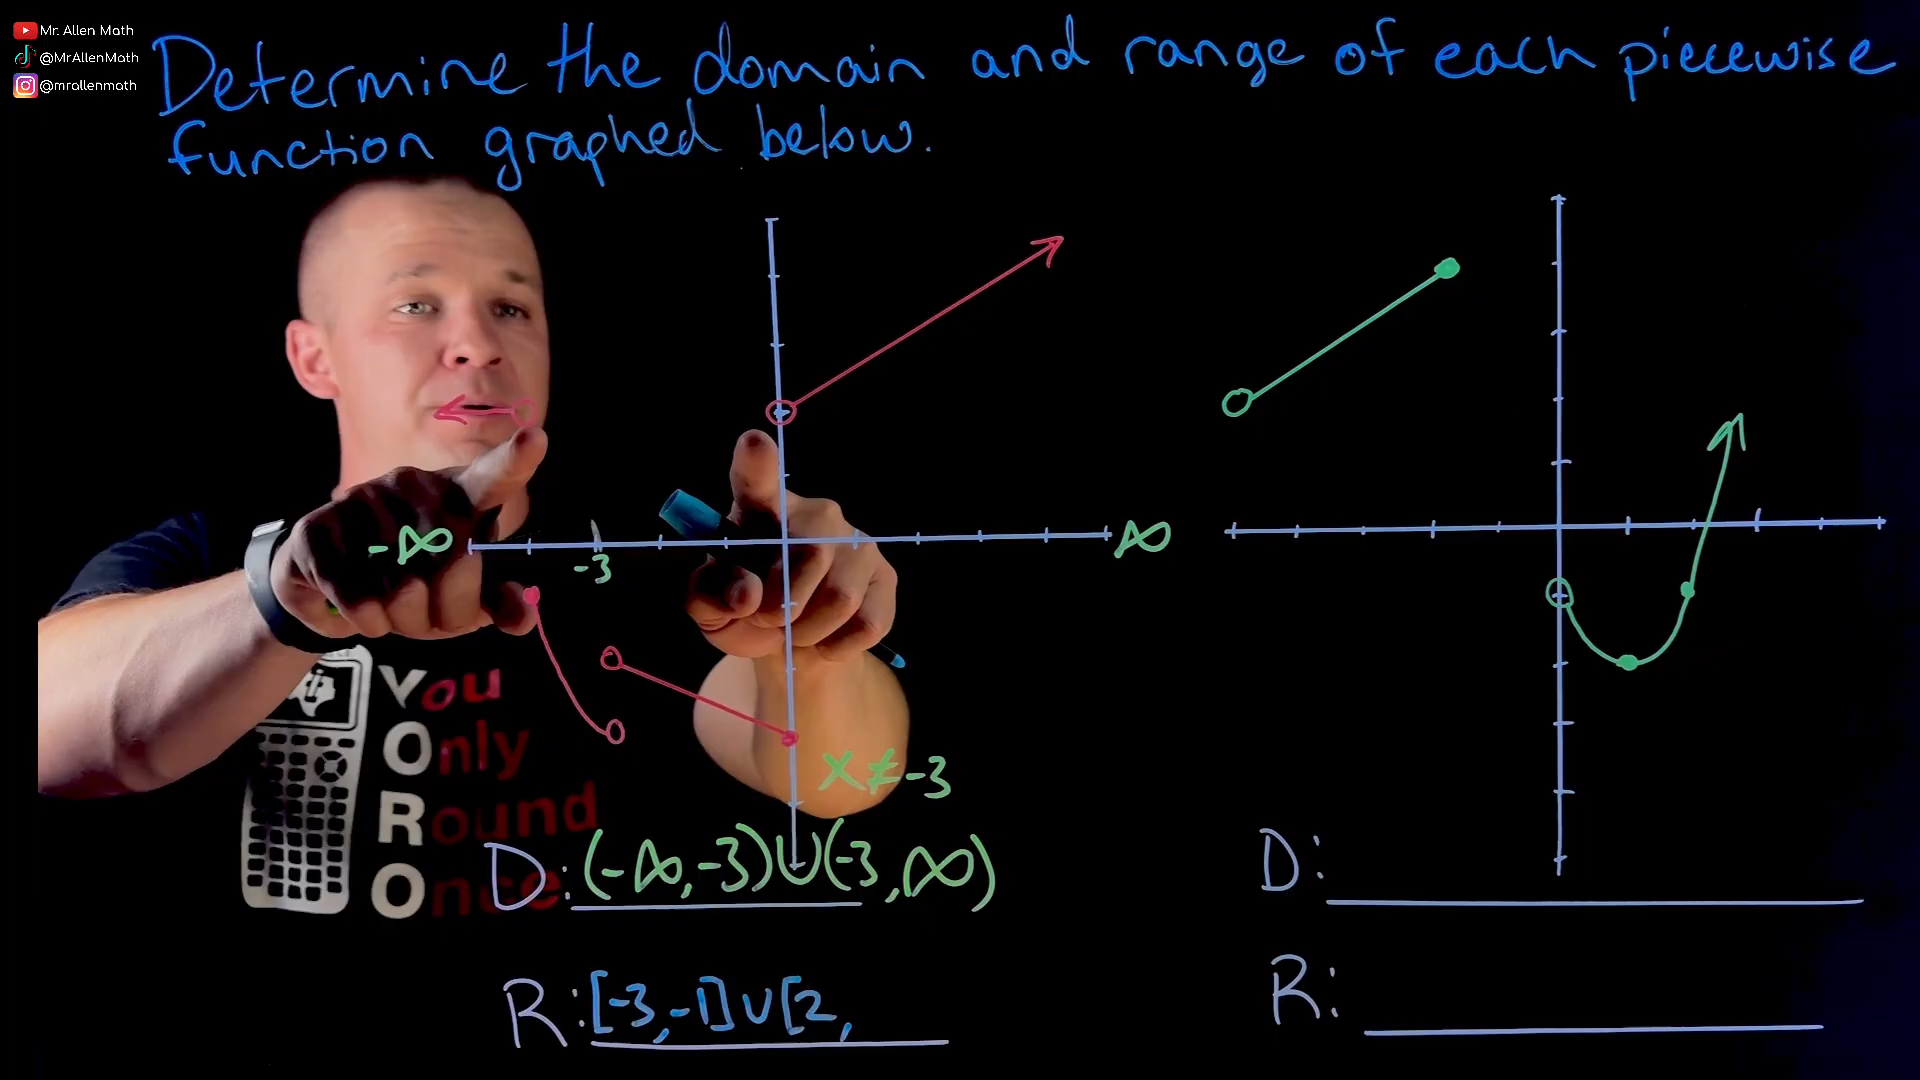 Mr. Allen Math
@MrAllenMath
@mrallenmath
Determine the domain and range of each piecewise
function graphed below.
-∞
-3
∞
You
Only
Round
Once
x≠-3
D: (-∞,-3)∪(-3,∞)
R: [-3,-1]∪[2,
D:
R: